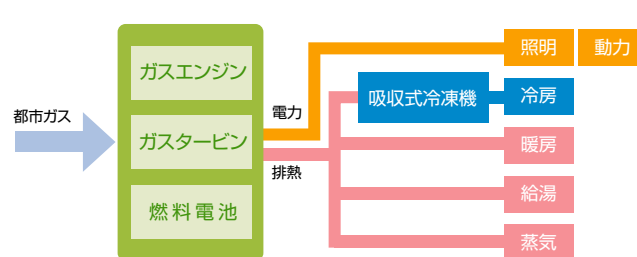 照明
動力
ガスエンジン
吸収式冷凍機
冷房
都市ガス
電力
ガスタービン
暖房
排熱
給湯
燃料電池
蒸気